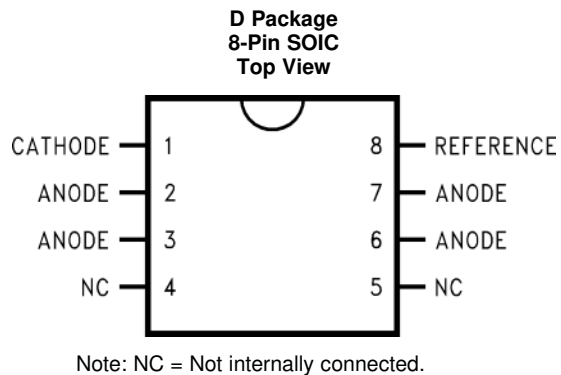 D Package
8-Pin SOIC
Top View
CATHODE 1 8 REFERENCE
ANODE 2 7 ANODE
ANODE 3 6 ANODE
NC 4 5 NC
Note: NC = Not internally connected.